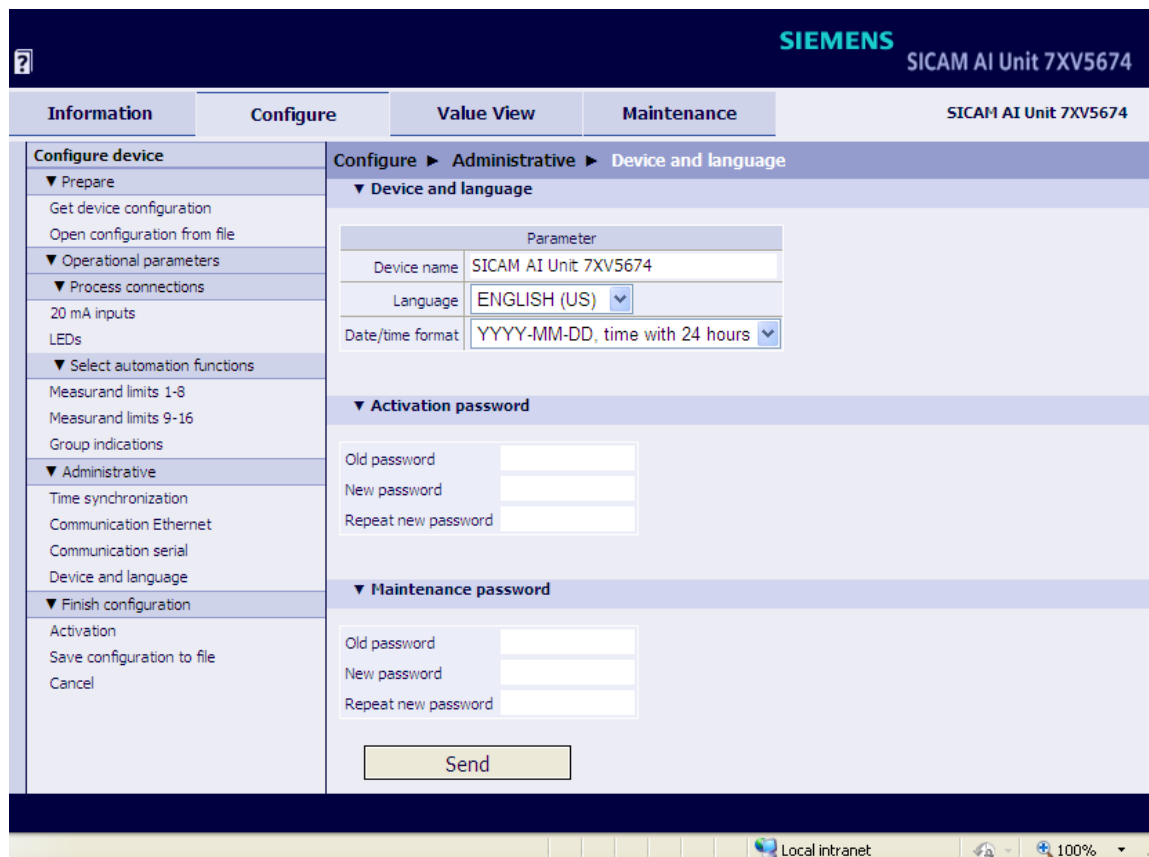 SIEMENS
SICAM AI Unit 7XV5674
Information
Configure
Value View
Maintenance
SICAM AI Unit 7XV5674
Configure device
▼ Prepare
Get device configuration
Open configuration from file
▼ Operational parameters
▼ Process connections
20 mA inputs
LEDs
▼ Select automation functions
Measurand limits 1-8
Measurand limits 9-16
Group indications
▼ Administrative
Time synchronization
Communication Ethernet
Communication serial
Device and language
▼ Finish configuration
Activation
Save configuration to file
Cancel
Configure ► Administrative ► Device and language
▼ Device and language
Parameter
Device name SICAM AI Unit 7XV5674
Language ENGLISH (US)
Date/time format YYYY-MM-DD, time with 24 hours
▼ Activation password
Old password
New password
Repeat new password
▼ Maintenance password
Old password
New password
Repeat new password
Send
Local intranet
100%